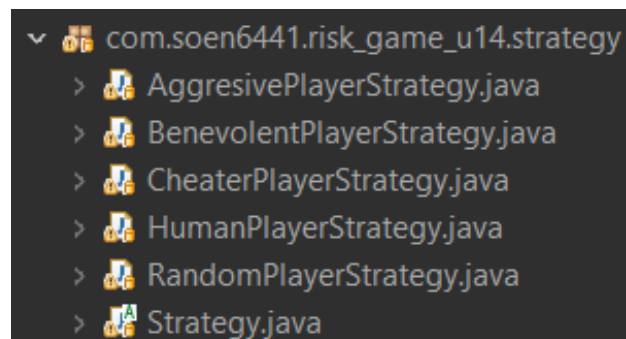 com.soen6441.risk_game_u14.strategy
AggresivePlayerStrategy.java
BenevolentPlayerStrategy.java
CheaterPlayerStrategy.java
HumanPlayerStrategy.java
RandomPlayerStrategy.java
Strategy.java